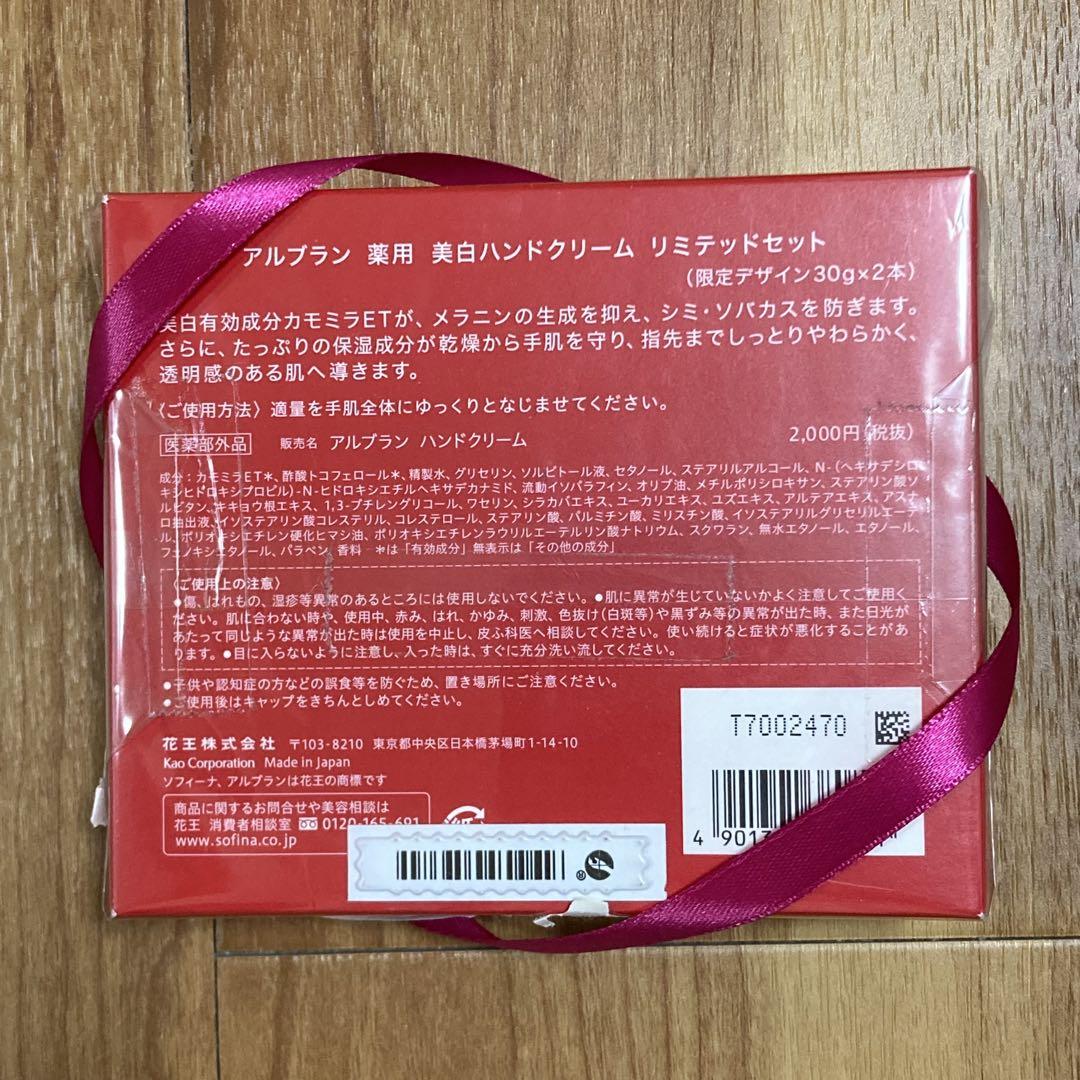 アルブラン 薬用 美白ハンドクリーム リミテッドセット
（限定デザイン30g×2本）
美白有効成分カモミラETが、メラニンの生成を抑え、シミ・ソバカスを防ぎます。
さらに、たっぷりの保湿成分が乾燥から手肌を守り、指先までしっとりやわらかく、
透明感のある肌へ導きます。
〈ご使用方法〉適量を手肌全体にゆっくりとなじませてください。
医薬部外品 販売名 アルブラン ハンドクリーム 2,000円（税抜）
成分：カモミラET＊、酢酸トコフェロール＊、精製水、グリセリン、ソルビトール液、セタノール、ステアリルアルコール、N-（ヘキサデシロ
キシヒドロキシプロピル）-N-ヒドロキシエチルヘキサデカナミド、流動イソパラフィン、オリブ油、メチルポリシロキサン、ステアリン酸ソ
ルビタン、キキョウ根エキス、1,3-ブチレングリコール、ワセリン、シラカバエキス、ユーカリエキス、ユズエキス、アルテアエキス、アスナ
ロ抽出液、イソステアリン酸コレステリル、コレステロール、ステアリン酸、パルミチン酸、ミリスチン酸、イソステアリルグリセリルエーテ
ル、ポリオキシエチレン硬化ヒマシ油、ポリオキシエチレンラウリルエーテルリン酸ナトリウム、スクワラン、無水エタノール、エタノール、
フェノキシエタノール、パラベン、香料 ＊は「有効成分」無表示は「その他の成分」
〈ご使用上の注意〉
●傷、はれもの、湿疹等異常のあるところには使用しないでください。●肌に異常が生じていないかよく注意してご使用く
ださい。肌に合わない時や、使用中、赤み、はれ、かゆみ、刺激、色抜け（白斑等）や黒ずみ等の異常が出た時、また日光が
あたって同じような異常が出た時は使用を中止し、皮ふ科医へ相談してください。使い続けると症状が悪化することがあ
ります。●目に入らないように注意し、入った時は、すぐに充分洗い流してください。
●子供や認知症の方などの誤食等を防ぐため、置き場所にご注意ください。
●ご使用後はキャップをきちんとしめてください。
花王株式会社 〒103-8210 東京都中央区日本橋茅場町1-14-10
Kao Corporation Made in Japan
ソフィーナ、アルブランは花王の商標です
商品に関するお問合せや美容相談は
花王 消費者相談室 0120-165-691
www.sofina.co.jp
T7002470
4 9013
®